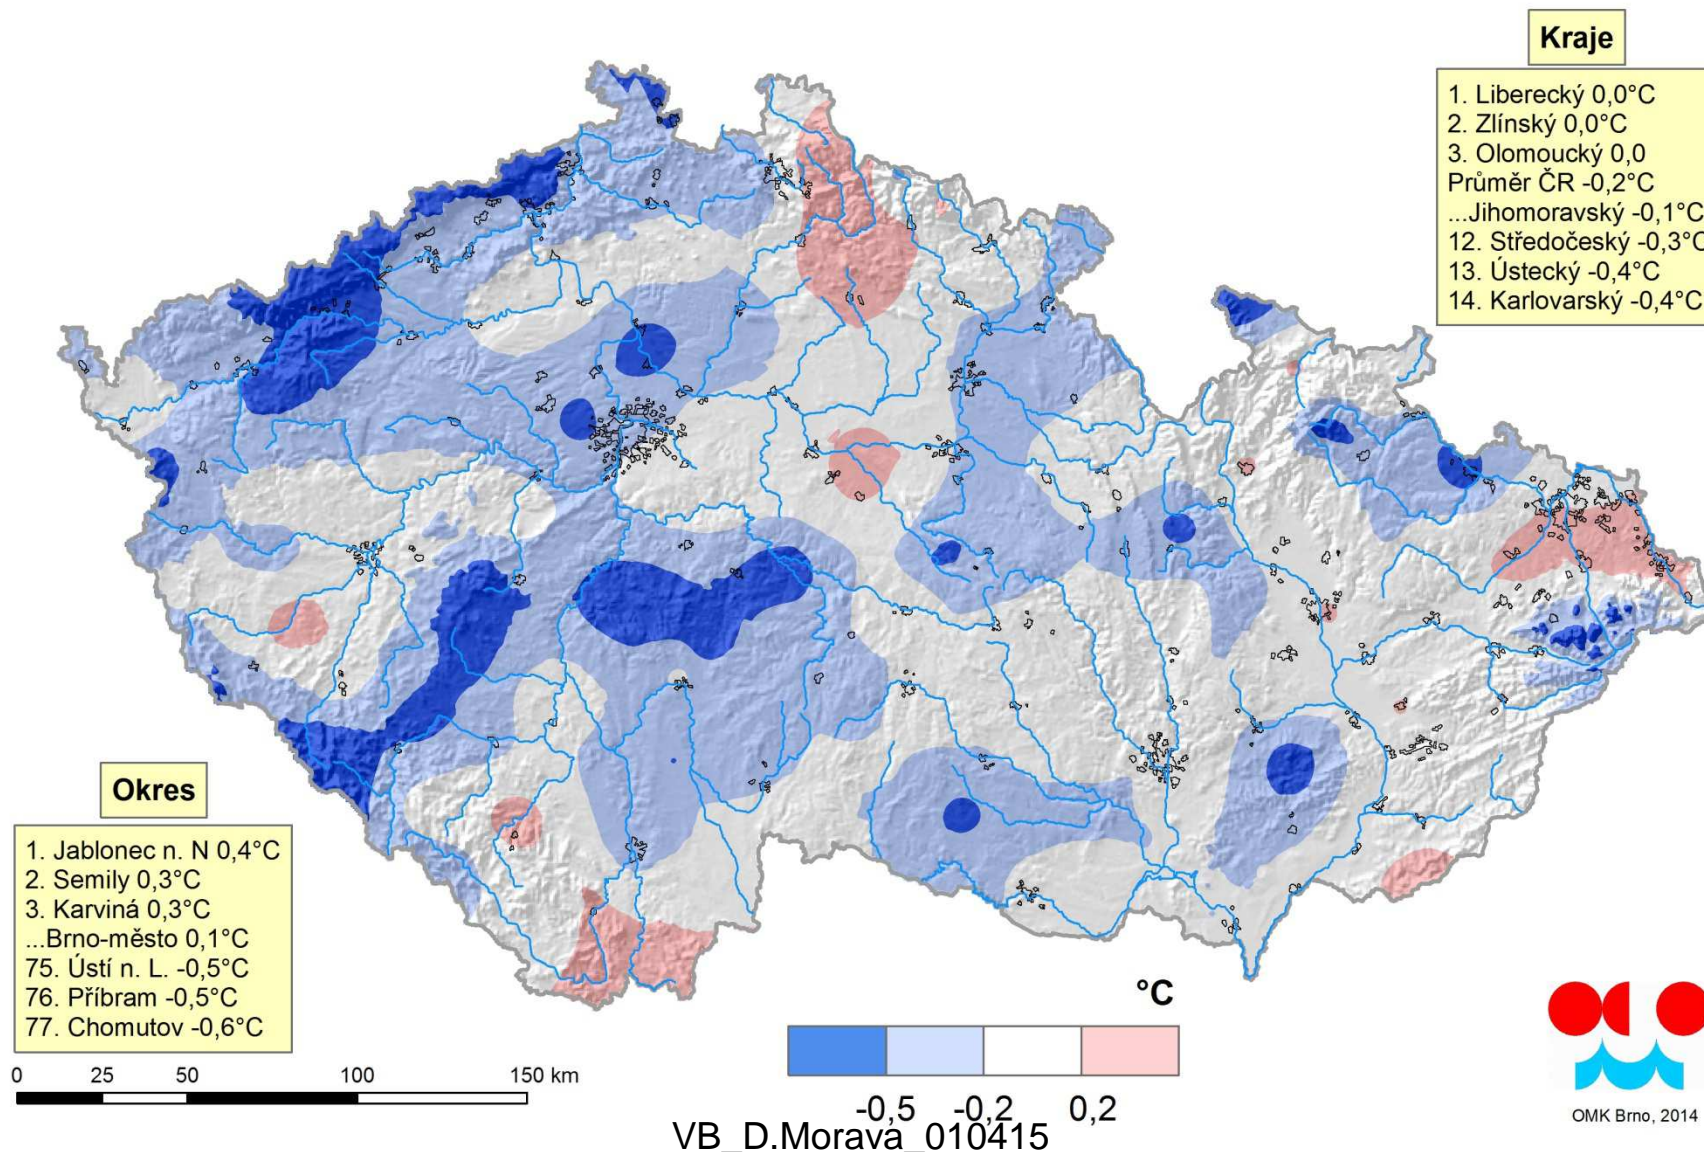 Kraje
1. Liberecký 0,0°C
2. Zlínský 0,0°C
3. Olomoucký 0,0
Průměr ČR -0,2°C
...Jihomoravský -0,1°C
12. Středočeský -0,3°C
13. Ústecký -0,4°C
14. Karlovarský -0,4°C
Okres
1. Jablonec n. N 0,4°C
2. Semily 0,3°C
3. Karviná 0,3°C
...Brno-město 0,1°C
75. Ústí n. L. -0,5°C
76. Příbram -0,5°C
77. Chomutov -0,6°C
0 25 50 100 150 km
°C
-0,5 -0,2 0,2
OMK Brno, 2014
VB_D.Morava_010415